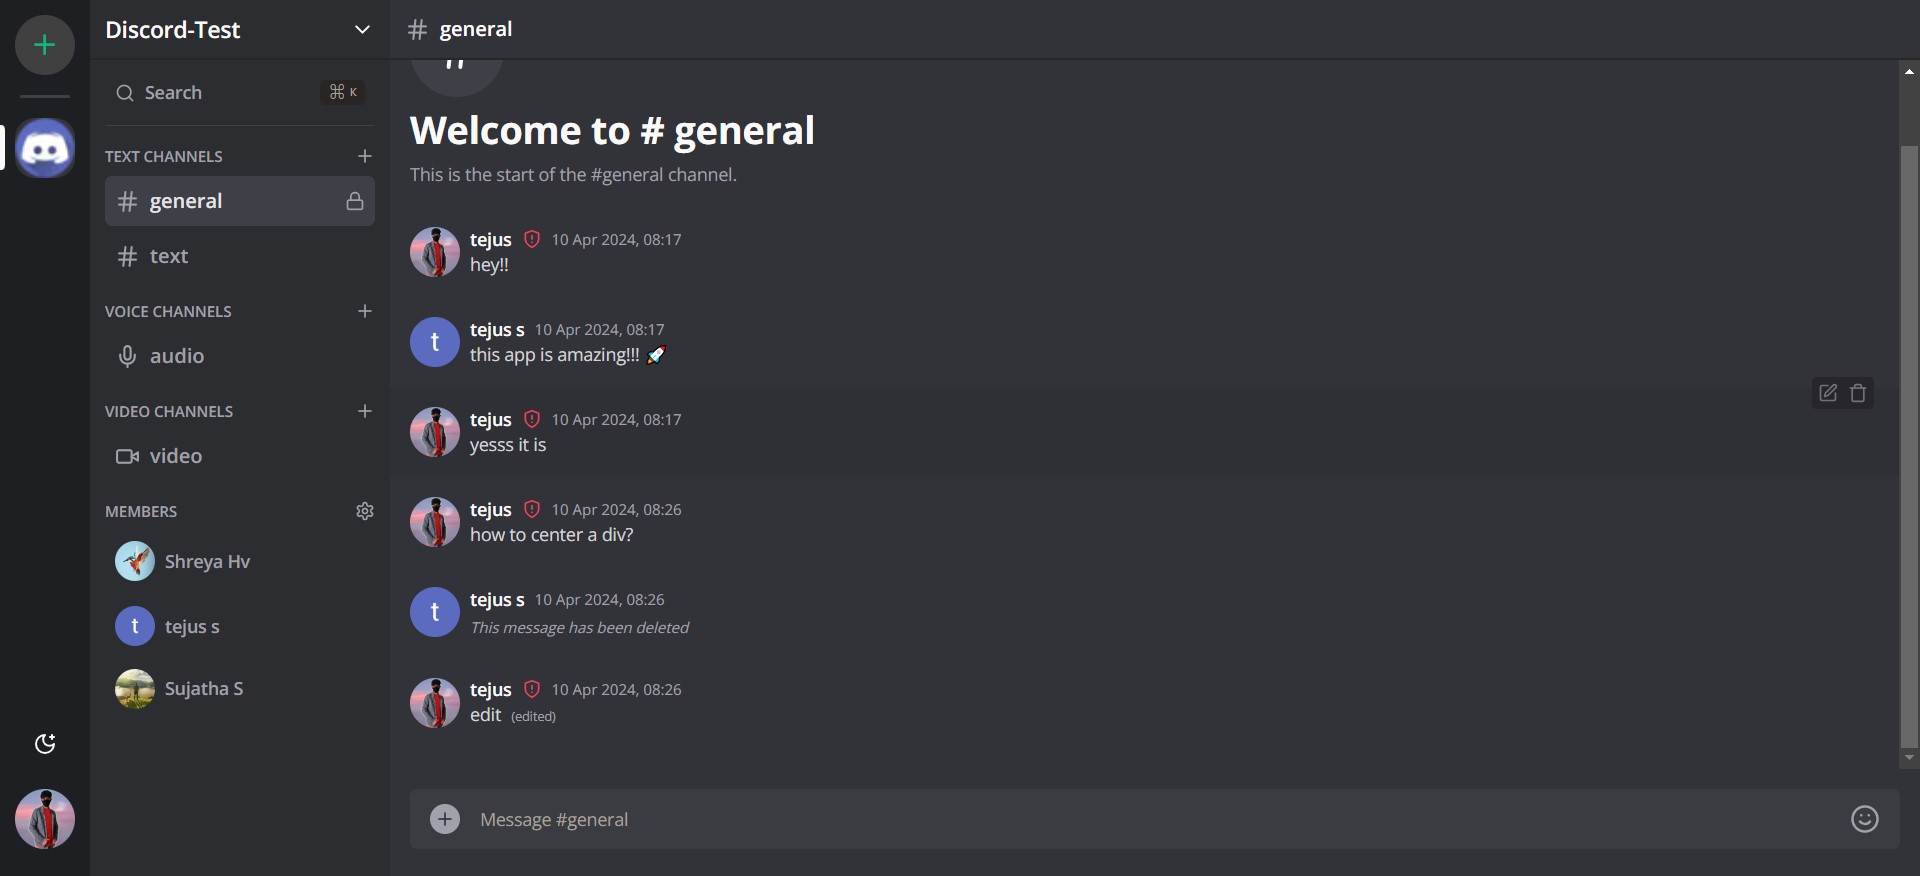 Discord-Test
Search
⌘ K
TEXT CHANNELS
# general
# text
VOICE CHANNELS
audio
VIDEO CHANNELS
video
MEMBERS
Shreya Hv
t
tejus s
Sujatha S
# general
Welcome to # general
This is the start of the #general channel.
tejus 10 Apr 2024, 08:17
hey!!
t
tejus s 10 Apr 2024, 08:17
this app is amazing!!! 🚀
tejus 10 Apr 2024, 08:17
yesss it is
tejus 10 Apr 2024, 08:26
how to center a div?
t
tejus s 10 Apr 2024, 08:26
This message has been deleted
tejus 10 Apr 2024, 08:26
edit (edited)
Message #general